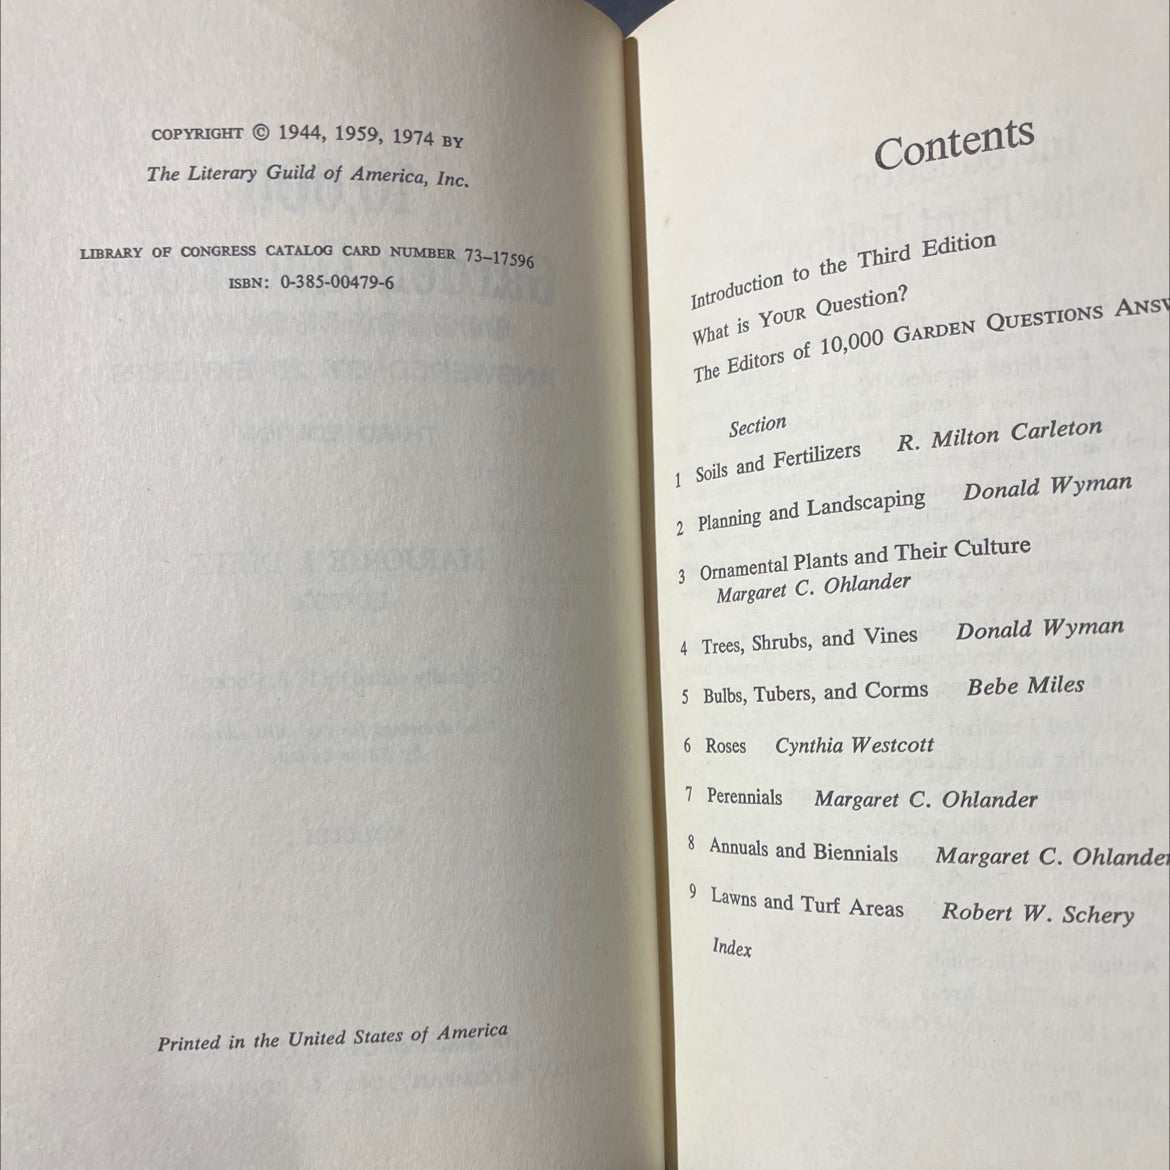 COPYRIGHT © 1944, 1959, 1974 BY
The Literary Guild of America, Inc.
LIBRARY OF CONGRESS CATALOG CARD NUMBER 73–17596
ISBN: 0-385-00479-6
Printed in the United States of America
Contents
Introduction to the Third Edition
What is YOUR Question?
The Editors of 10,000 GARDEN QUESTIONS
Section
1 Soils and Fertilizers R. Milton Carleton
2 Planning and Landscaping Donald Wyman
3 Ornamental Plants and Their Culture
Margaret C. Ohlander
4 Trees, Shrubs, and Vines Donald Wyman
5 Bulbs, Tubers, and Corms Bebe Miles
6 Roses Cynthia Westcott
7 Perennials Margaret C. Ohlander
8 Annuals and Biennials Margaret C. Ohlander
9 Lawns and Turf Areas Robert W. Schery
Index